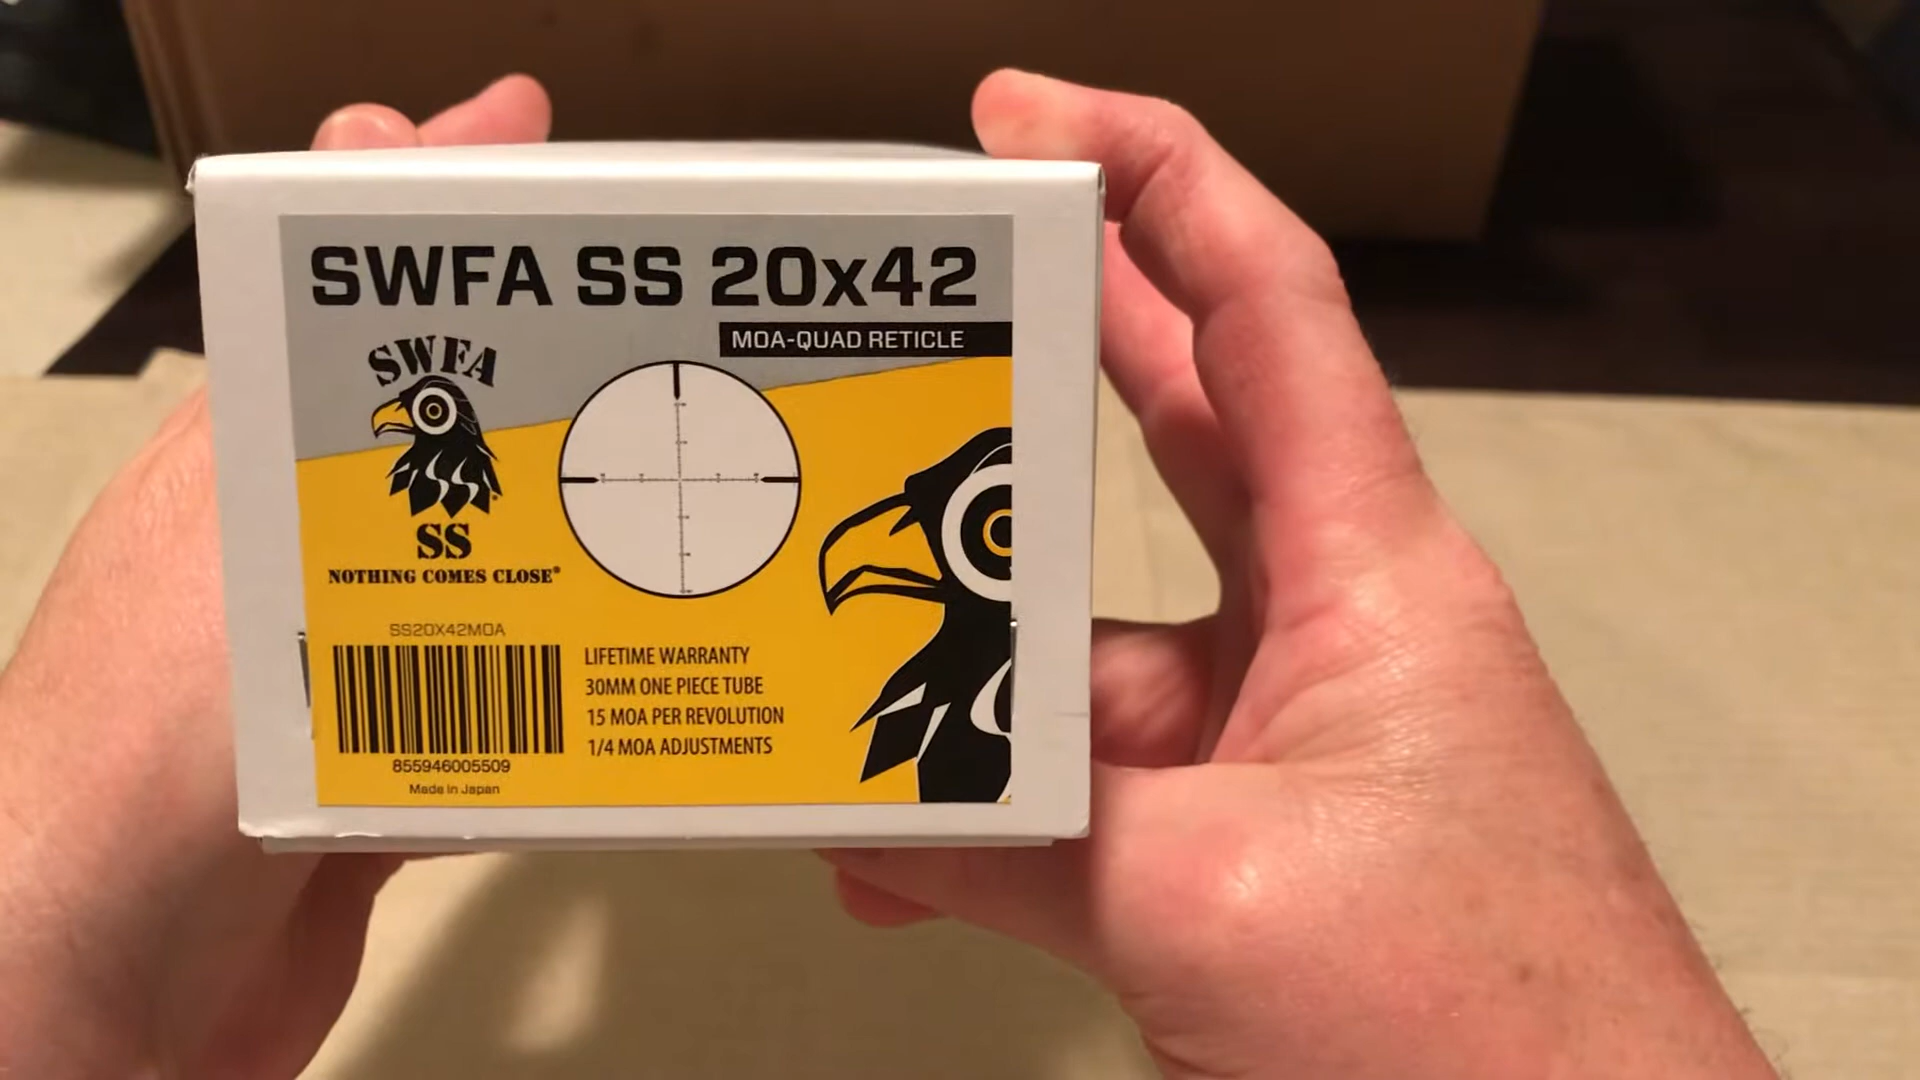 SWFA SS 20x42
MOA-QUAD RETICLE
SWFA
SS
NOTHING COMES CLOSE®
SS20X42MOA
855946005509
Made in Japan
LIFETIME WARRANTY
30MM ONE PIECE TUBE
15 MOA PER REVOLUTION
1/4 MOA ADJUSTMENTS